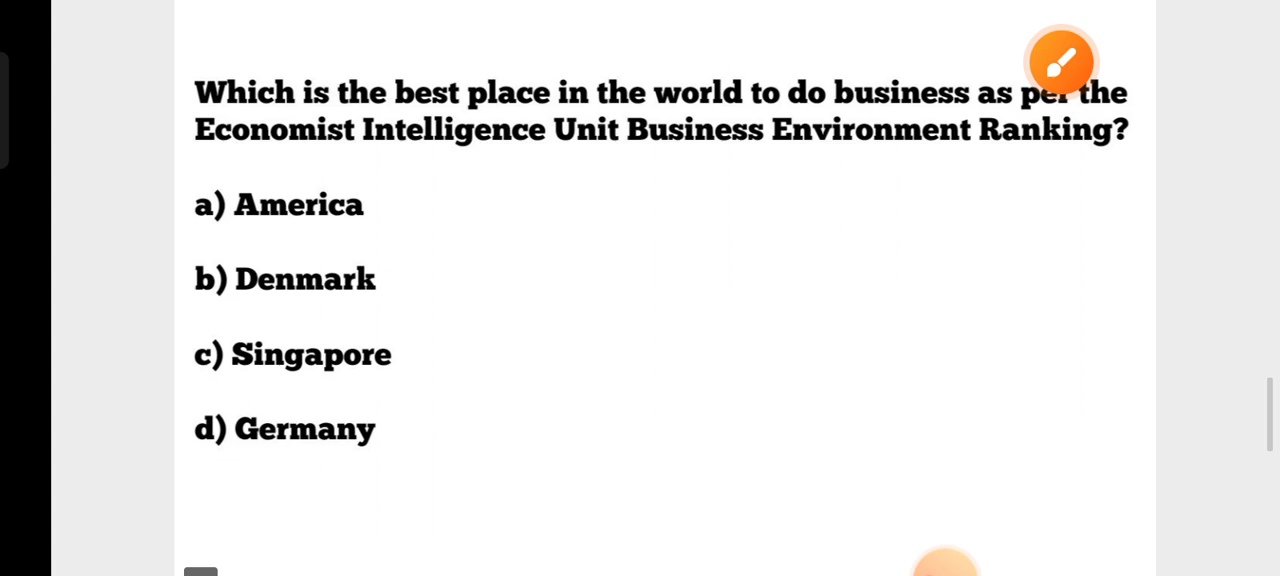 Which is the best place in the world to do business as per the
Economist Intelligence Unit Business Environment Ranking?
a) America
b) Denmark
c) Singapore
d) Germany